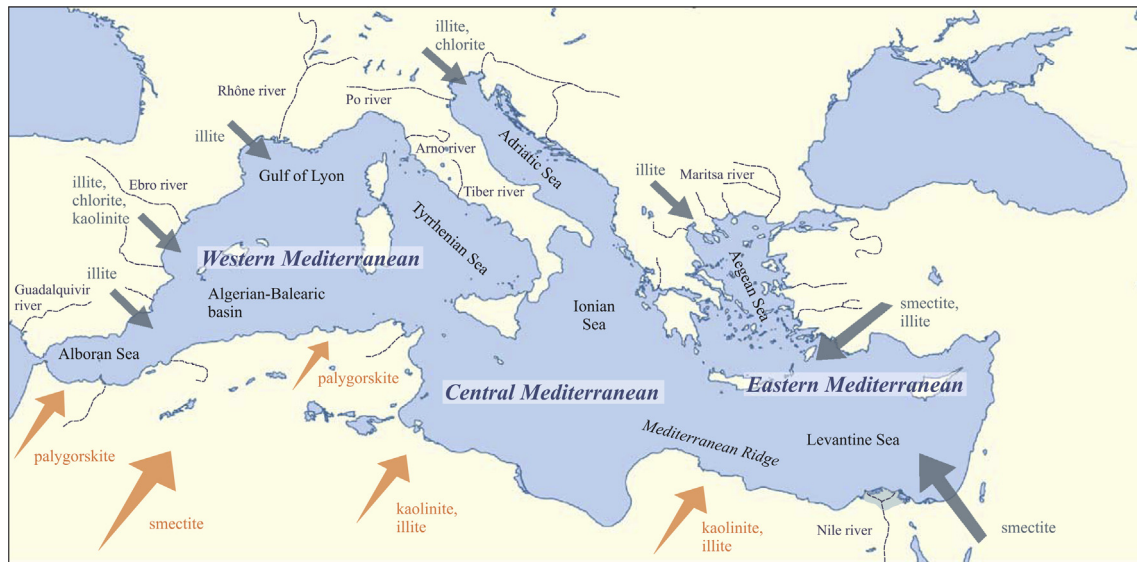 illite,
chlorite
Rhône river
Po river
illite
Gulf of Lyon
Arno river
Tiber river
Adriatic Sea
illite,
chlorite,
kaolinite
Ebro river
illite
Maritsa river
Tyrrhenian Sea
Western Mediterranean
Aegean Sea
illite
Guadalquivir
river
Algerian-Balearic
basin
Ionian
Sea
smectite,
illite
Alboran Sea
palygorskite
Central Mediterranean
Eastern Mediterranean
Mediterranean Ridge
Levantine Sea
palygorskite
smectite
kaolinite,
illite
kaolinite,
illite
Nile river
smectite